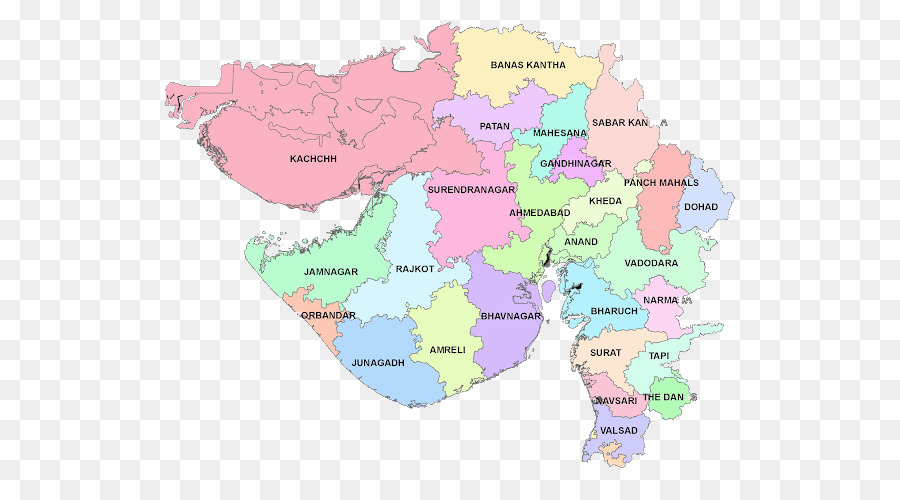 BANAS KANTHA
PATAN
MAHESANA
SABAR KAN A
KACHCHH
GANDHINAGAR
SURENDRANAGAR
PANCH MAHALS
KHEDA
DOHAD
AHMEDABAD
ANAND
VADODARA
JAMNAGAR
RAJKOT
NARMA
BHARUCH
ORBANDAR
BHAVNAGAR
JUNAGADH
AMRELI
SURAT
TAPI
NAVSARI
THE DAN S
VALSAD